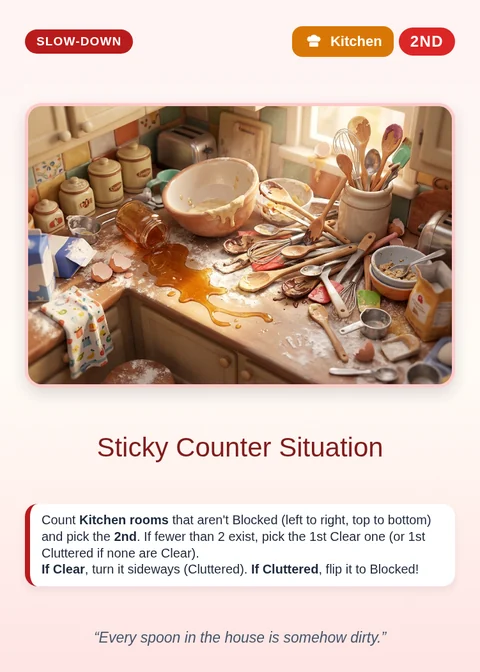 SLOW-DOWN
Kitchen
2ND
Sticky Counter Situation
Count Kitchen rooms that aren't Blocked (left to right, top to bottom)
and pick the 2nd. If fewer than 2 exist, pick the 1st Clear one (or 1st
Cluttered if none are Clear).
If Clear, turn it sideways (Cluttered). If Cluttered, flip it to Blocked!
“Every spoon in the house is somehow dirty.”